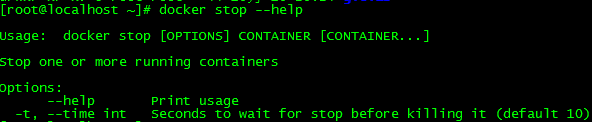 [root@localhost ~]# docker stop --help
Usage:  docker stop [OPTIONS] CONTAINER [CONTAINER...]
Stop one or more running containers
Options:
      --help       Print usage
  -t, --time int   Seconds to wait for stop before killing it (default 10)